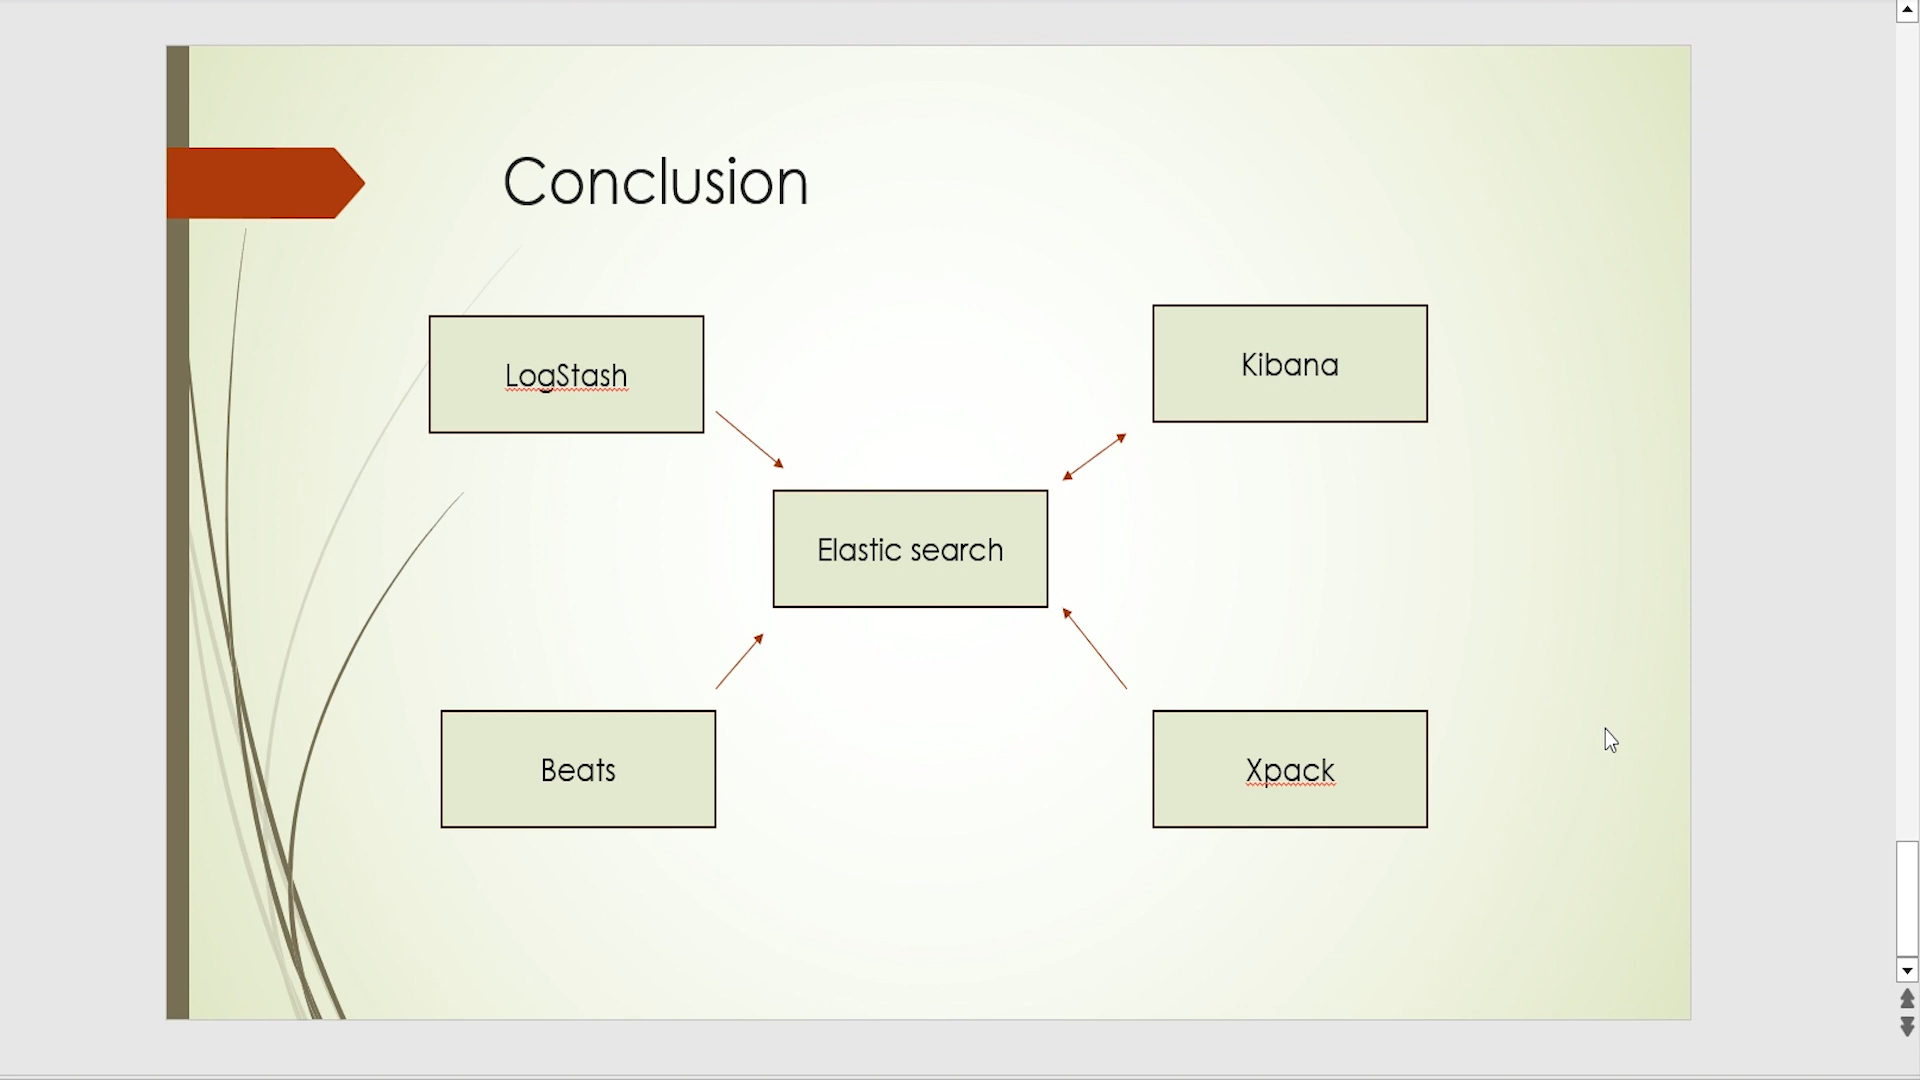 Conclusion
LogStash
Kibana
Elastic search
Beats
Xpack